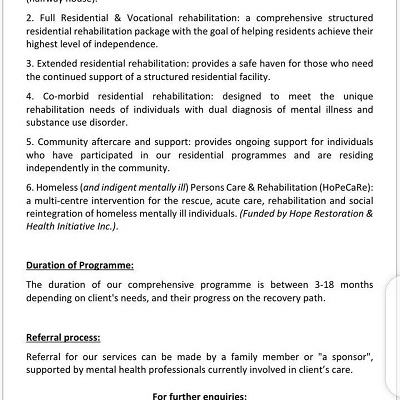 (halfway house).
2. Full Residential & Vocational rehabilitation: a comprehensive structured
residential rehabilitation package with the goal of helping residents achieve their
highest level of independence.
3. Extended residential rehabilitation: provides a safe haven for those who need
the continued support of a structured residential facility.
4. Co-morbid residential rehabilitation: designed to meet the unique
rehabilitation needs of individuals with dual diagnosis of mental illness and
substance use disorder.
5. Community aftercare and support: provides ongoing support for individuals
who have participated in our residential programmes and are residing
independently in the community.
6. Homeless (and indigent mentally ill) Persons Care & Rehabilitation (HoPeCaRe):
a multi-centre intervention for the rescue, acute care, rehabilitation and social
reintegration of homeless mentally ill individuals. (Funded by Hope Restoration &
Health Initiative Inc.).
Duration of Programme:
The duration of our comprehensive programme is between 3-18 months
depending on client's needs, and their progress on the recovery path.
Referral process:
Referral for our services can be made by a family member or "a sponsor",
supported by mental health professionals currently involved in client's care.
For further enquiries: